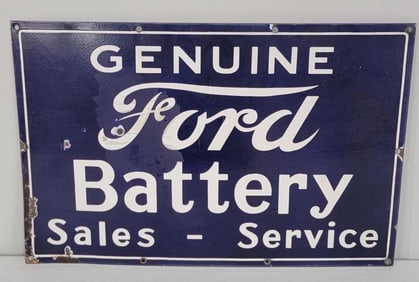 GENUINE
Ford
Battery
Sales - Service